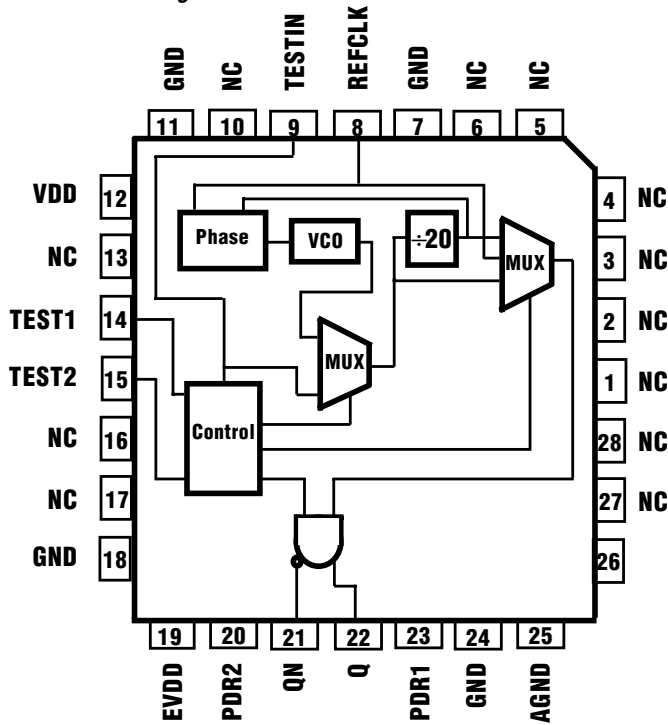 GND NC TESTIN REFCLK GND NC NC
11 10 9 8 7 6 5
VDD 12
NC 13
TEST1 14
TEST2 15
NC 16
NC 17
GND 18
4 NC
3 NC
2 NC
1 NC
28 NC
27 NC
26
Phase
VCO
÷20
MUX
MUX
Control
19 20 21 22 23 24 25
EVDD PDR2 QN Q PDR1 GND AGND